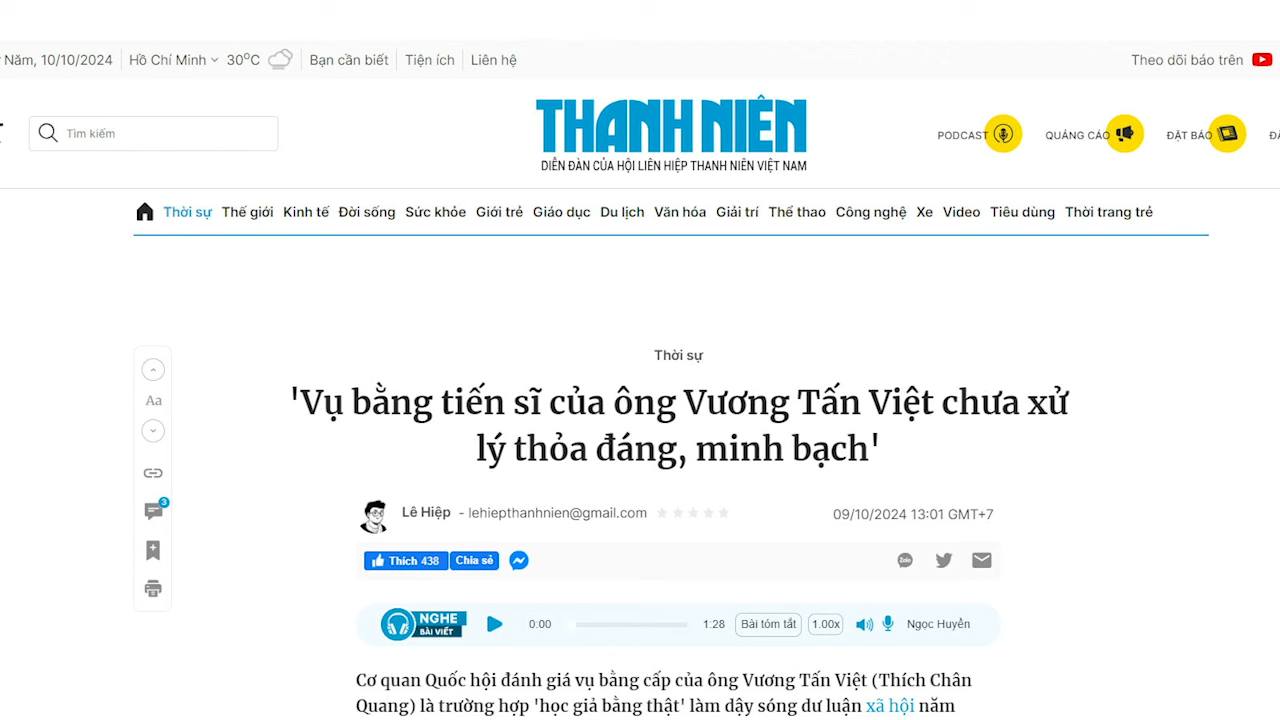 Năm, 10/10/2024 Hồ Chí Minh 30⁰C Bạn cần biết Tiện ích Liên hệ Theo dõi báo trên
Tìm kiếm
THANH NIÊN
DIỄN ĐÀN CỦA HỘI LIÊN HIỆP THANH NIÊN VIỆT NAM
PODCAST QUẢNG CÁO ĐẶT BÁO
Thời sự Thế giới Kinh tế Đời sống Sức khỏe Giới trẻ Giáo dục Du lịch Văn hóa Giải trí Thể thao Công nghệ Xe Video Tiêu dùng Thời trang trẻ
Thời sự
'Vụ bằng tiến sĩ của ông Vương Tấn Việt chưa xử
lý thỏa đáng, minh bạch'
Aa
3
Lê Hiệp - lehiepthanhnien@gmail.com 09/10/2024 13:01 GMT+7
Thích 438 Chia sẻ Zalo
NGHE
BÀI VIẾT
0:00 1:28 Bài tóm tắt 1.00x Ngọc Huyền
Cơ quan Quốc hội đánh giá vụ bằng cấp của ông Vương Tấn Việt (Thích Chân
Quang) là trường hợp 'học giả bằng thật' làm dậy sóng dư luận xã hội năm